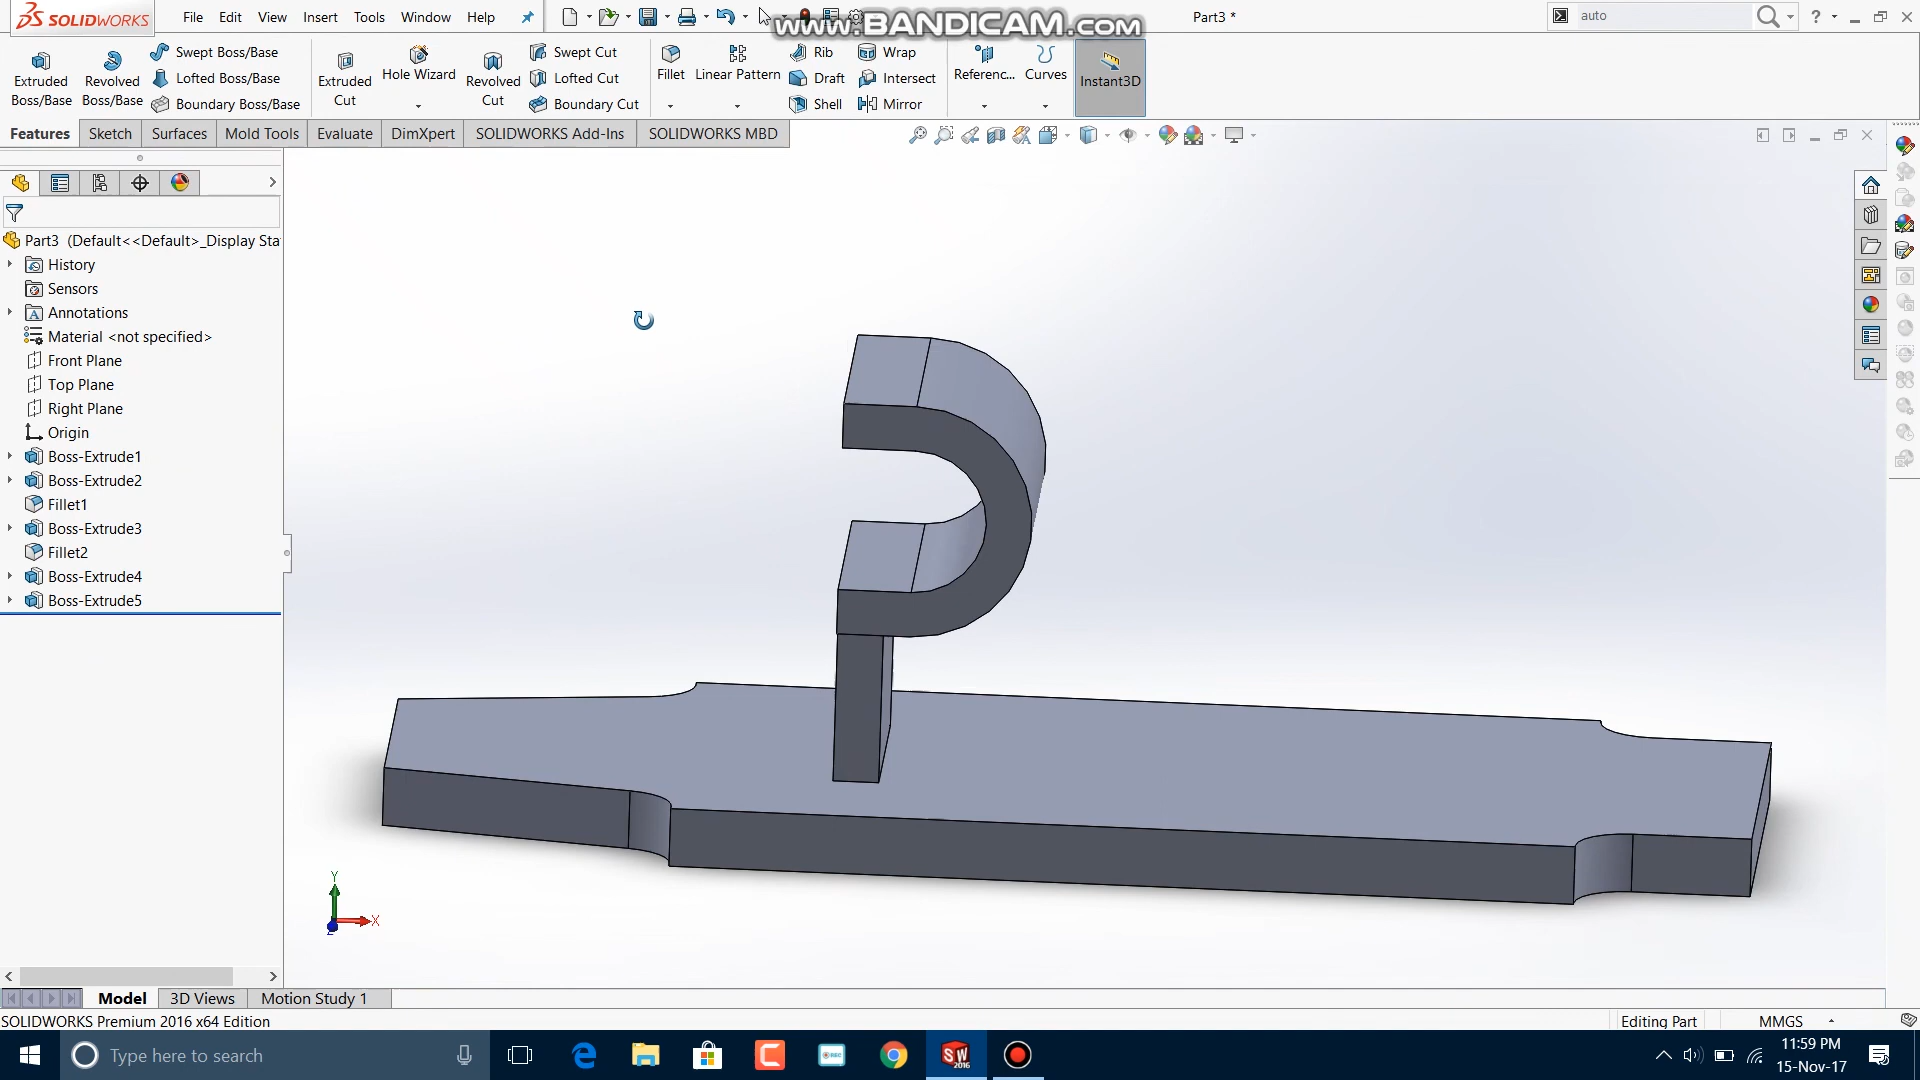 SOLIDWORKS
File Edit View Insert Tools Window Help
www.BANDICAM.com
Part3 *
auto
?
Extruded Boss/Base
Revolved Boss/Base
Swept Boss/Base
Lofted Boss/Base
Boundary Boss/Base
Extruded Cut
Hole Wizard
Revolved Cut
Swept Cut
Lofted Cut
Boundary Cut
Fillet
Linear Pattern
Rib
Draft
Shell
Wrap
Intersect
Mirror
Referenc...
Curves
Instant3D
Features Sketch Surfaces Mold Tools Evaluate DimXpert SOLIDWORKS Add-Ins SOLIDWORKS MBD
Part3 (Default<<Default>_Display Sta
History
Sensors
Annotations
Material <not specified>
Front Plane
Top Plane
Right Plane
Origin
Boss-Extrude1
Boss-Extrude2
Fillet1
Boss-Extrude3
Fillet2
Boss-Extrude4
Boss-Extrude5
Y
X
Z
Model 3D Views Motion Study 1
SOLIDWORKS Premium 2016 x64 Edition
Editing Part
MMGS
Type here to search
REC
SW
2016
11:59 PM
15-Nov-17